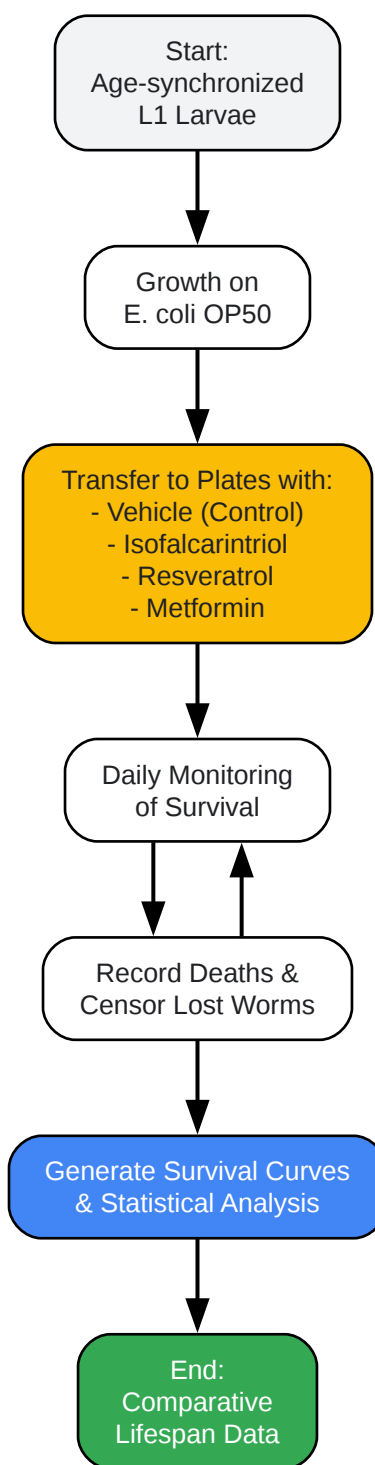 Start:
Age-synchronized
L1 Larvae
Growth on
E. coli OP50
Transfer to Plates with:
- Vehicle (Control)
- Isofalcarintriol
- Resveratrol
- Metformin
Daily Monitoring
of Survival
Record Deaths &
Censor Lost Worms
Generate Survival Curves
& Statistical Analysis
End:
Comparative
Lifespan Data